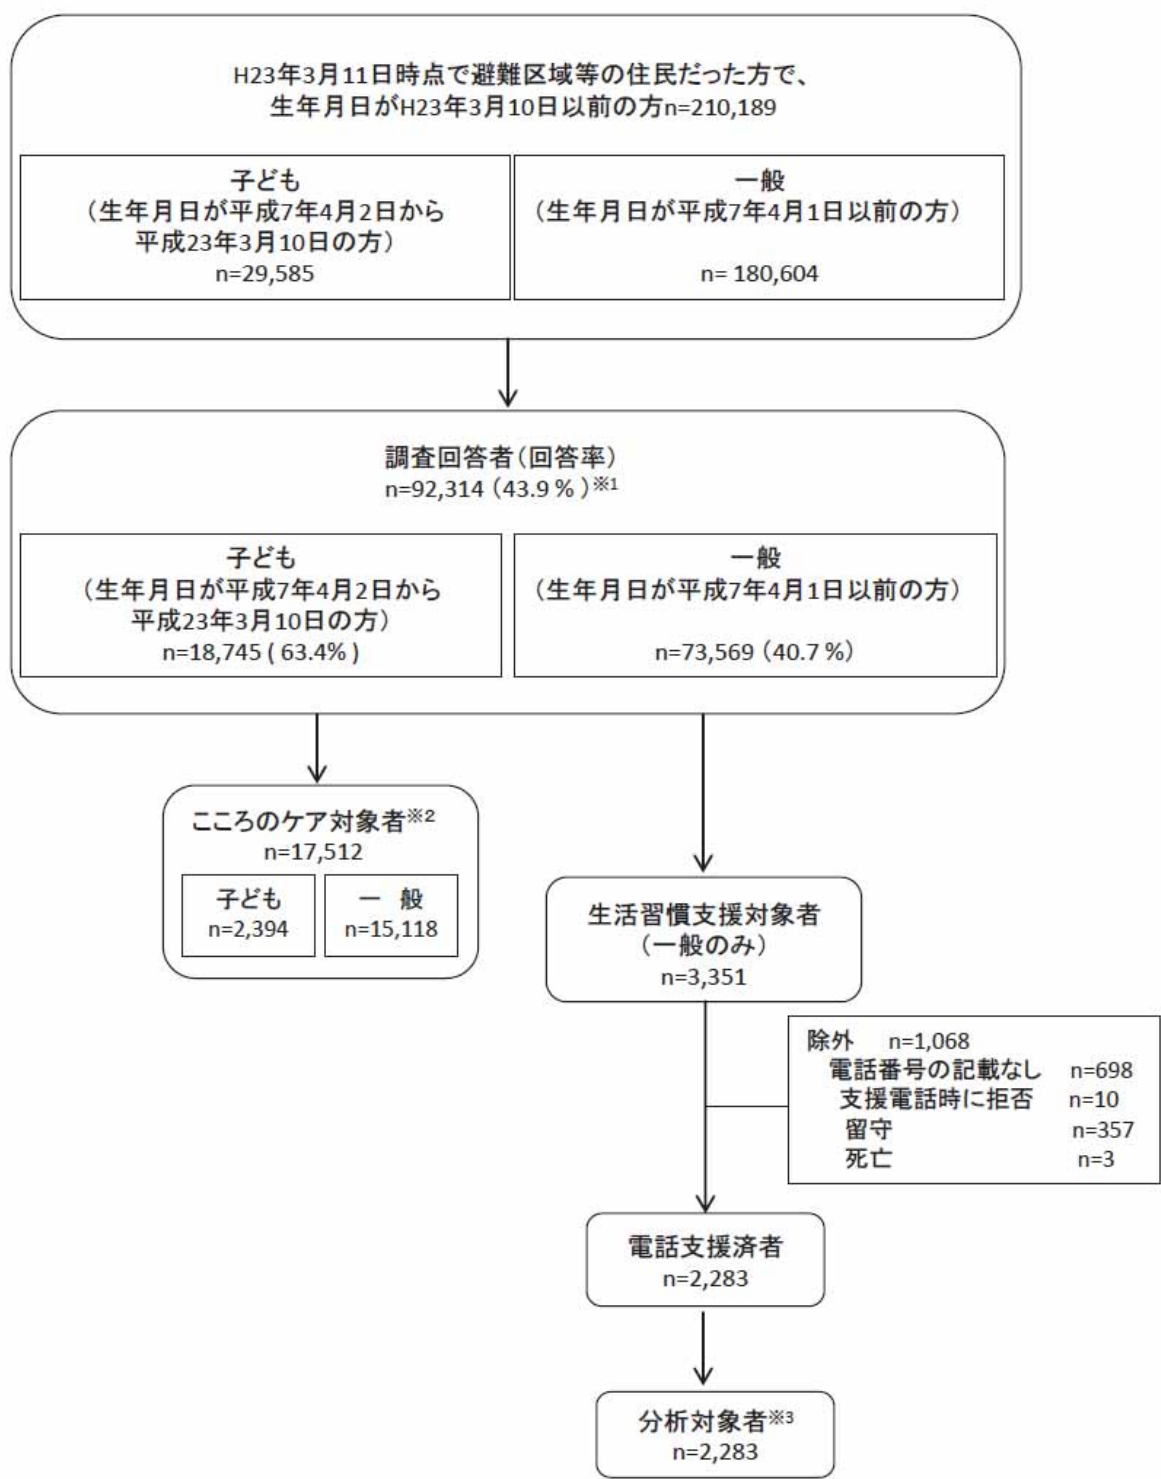 H23年3月11日時点で避難区域等の住民だった方で、
生年月日がH23年3月10日以前の方n=210,189
子ども
（生年月日が平成7年4月2日から
平成23年3月10日の方）
n=29,585
一般
（生年月日が平成7年4月1日以前の方）
n= 180,604
調査回答者（回答率）
n=92,314（43.9 %）※1
子ども
（生年月日が平成7年4月2日から
平成23年3月10日の方）
n=18,745 ( 63.4% )
一般
（生年月日が平成7年4月1日以前の方）
n=73,569（40.7 %）
こころのケア対象者※2
n=17,512
子ども
n=2,394
一 般
n=15,118
生活習慣支援対象者
（一般のみ）
n=3,351
除外 n=1,068
電話番号の記載なし n=698
支援電話時に拒否 n=10
留守 n=357
死亡 n=3
電話支援済者
n=2,283
分析対象者※3
n=2,283